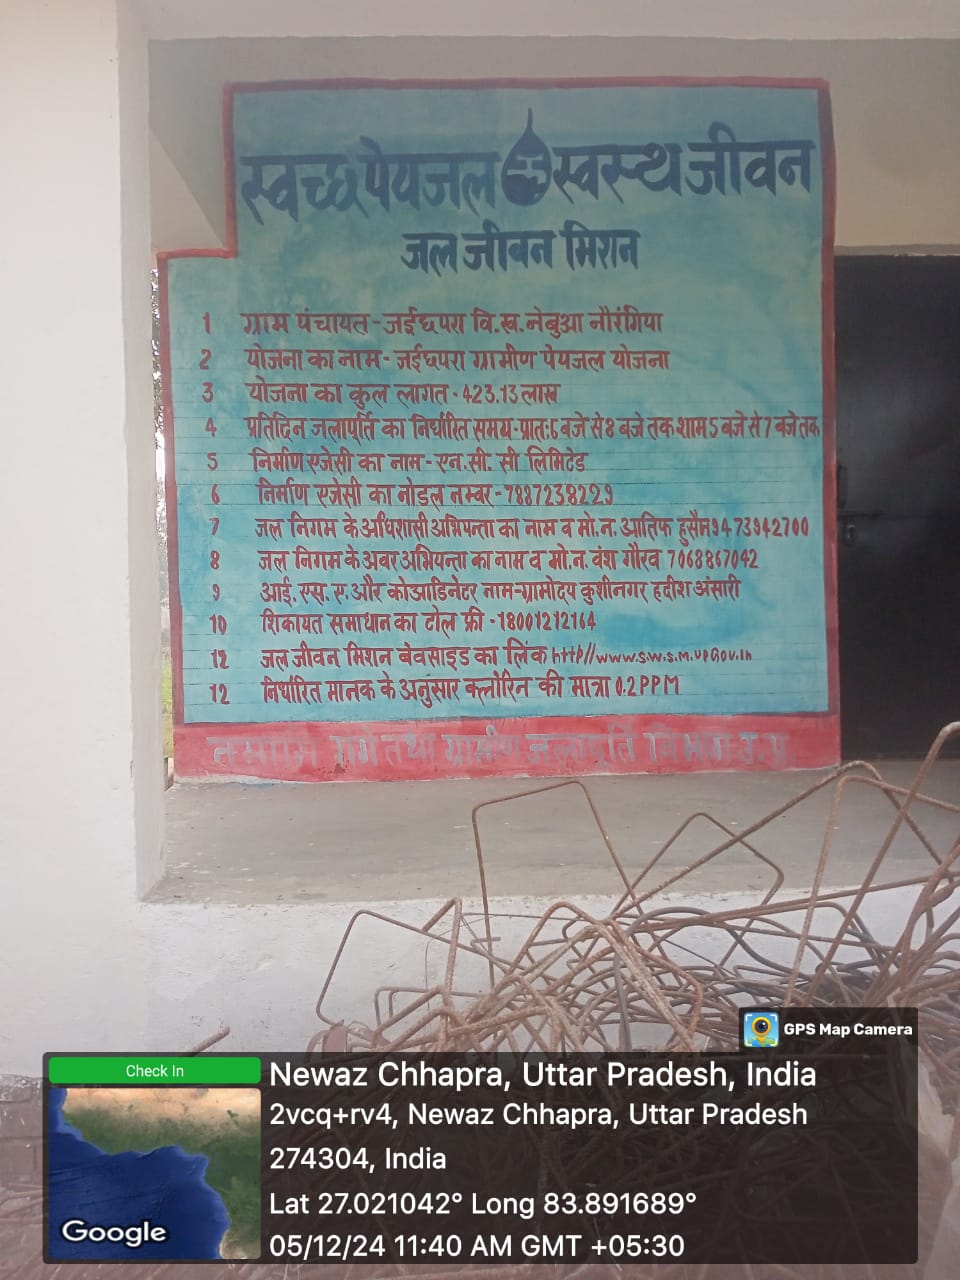 स्वच्छ पेयजल स्वस्थ जीवन
जल जीवन मिशन
1 ग्राम पंचायत - जईछपरा वि.ख. नेबुआ नौरंगिया
2 योजना का नाम - जईछपरा ग्रामीण पेयजल योजना
3 योजना का कुल लागत - 423.13 लाख
4 प्रतिदिन जलापूर्ति का निर्धारित समय - प्रातः 6 बजे से 8 बजे तक शाम 5 बजे से 7 बजे तक
5 निर्माण एजेसी का नाम - एन.सी. सी लिमिटेड
6 निर्माण एजेसी का नोडल नम्बर - 7887238229
7 जल निगम के अधिशासी अभियन्ता का नाम व मो.न. आतिफ हुसैन 9473942700
8 जल निगम के अवर अभियन्ता का नाम व मो.न. वंश गौरव 7068867042
9 आई. एस. ए. और कोआडिनेटर नाम - ग्रामोदय कुशीनगर हदीश अंसारी
10 शिकायत समाधान का टोल फ्री - 18001212164
12 जल जीवन मिशन बेवसाइड का लिंक http//www.s.w.s.m.up Gov.in
12 निर्धारित मानक के अनुसार क्लोरिन की मात्रा 0.2 PPM
तथा ग्रामीण जलापूर्ति विभाग उ.प्र
GPS Map Camera
Check In
Newaz Chhapra, Uttar Pradesh, India
2vcq+rv4, Newaz Chhapra, Uttar Pradesh
274304, India
Lat 27.021042° Long 83.891689°
05/12/24 11:40 AM GMT +05:30
Google